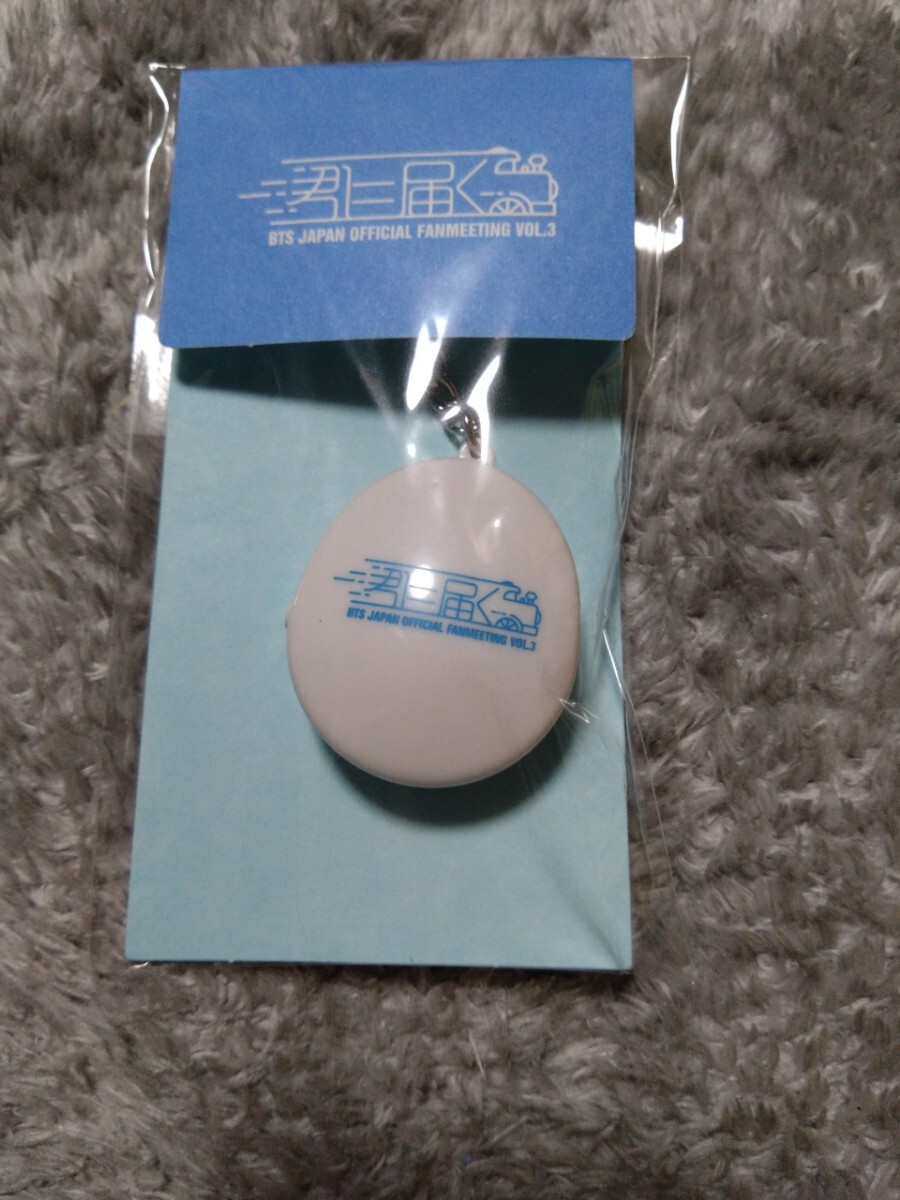 君に届く
BTS JAPAN OFFICIAL FANMEETING VOL.3
君に届く
BTS JAPAN OFFICIAL FANMEETING VOL.3